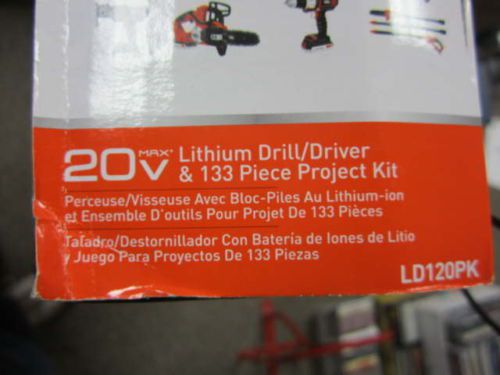 20V MAX* Lithium Drill/Driver
& 133 Piece Project Kit
Perceuse/Visseuse Avec Bloc-Piles Au Lithium-ion
et Ensemble D'outils Pour Projet De 133 Pièces
Taladro/Destornillador Con Batería de Iones de Litio
y Juego Para Proyectos De 133 Piezas
LD120PK